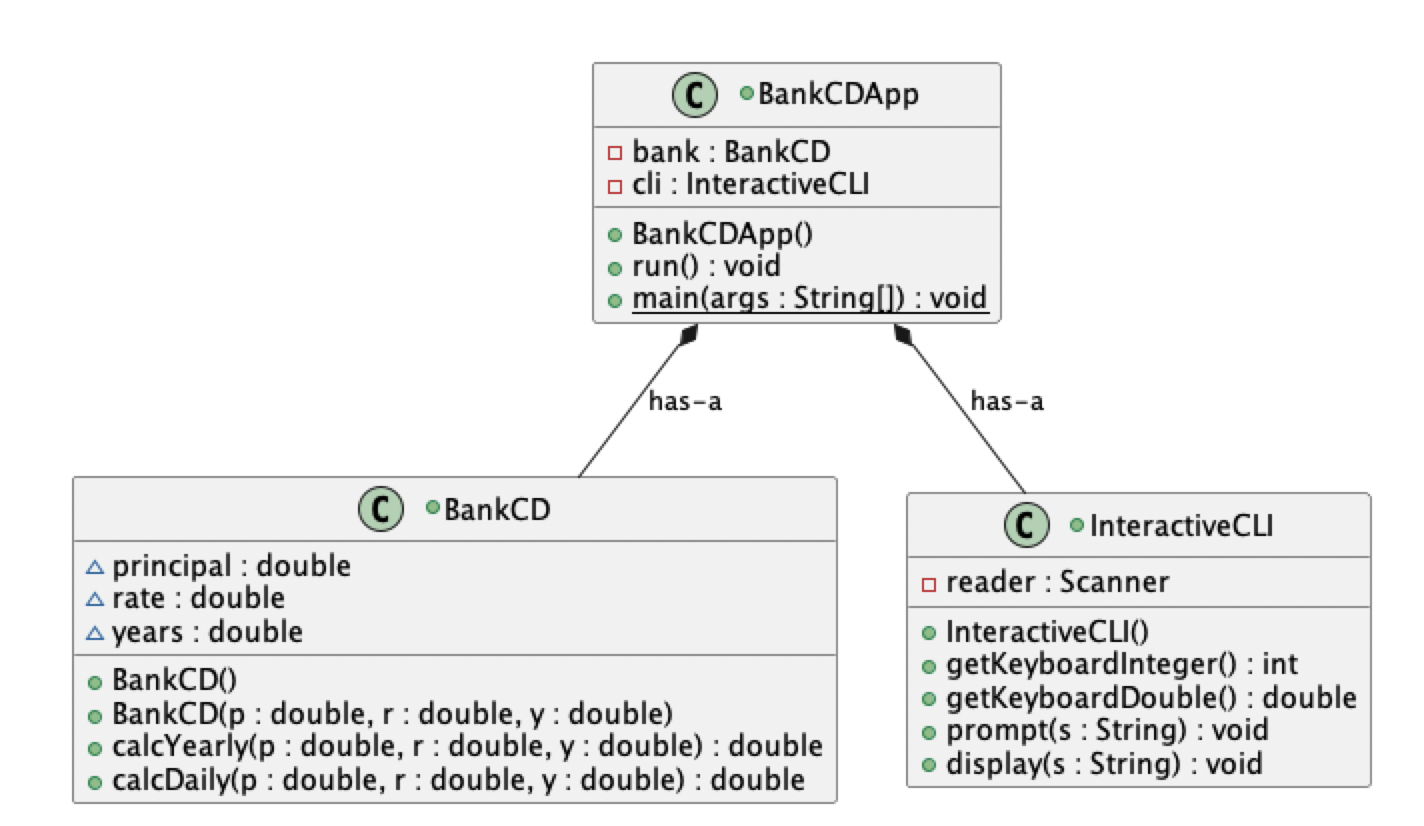 C BankCDApp
bank : BankCD
cli : InteractiveCLI
BankCDApp()
run() : void
main(args : String[]) : void
has-a
has-a
C BankCD
principal : double
rate : double
years : double
BankCD()
BankCD(p : double, r : double, y : double)
calcYearly(p : double, r : double, y : double) : double
calcDaily(p : double, r : double, y : double) : double
C InteractiveCLI
reader : Scanner
InteractiveCLI()
getKeyboardInteger() : int
getKeyboardDouble() : double
prompt(s : String) : void
display(s : String) : void